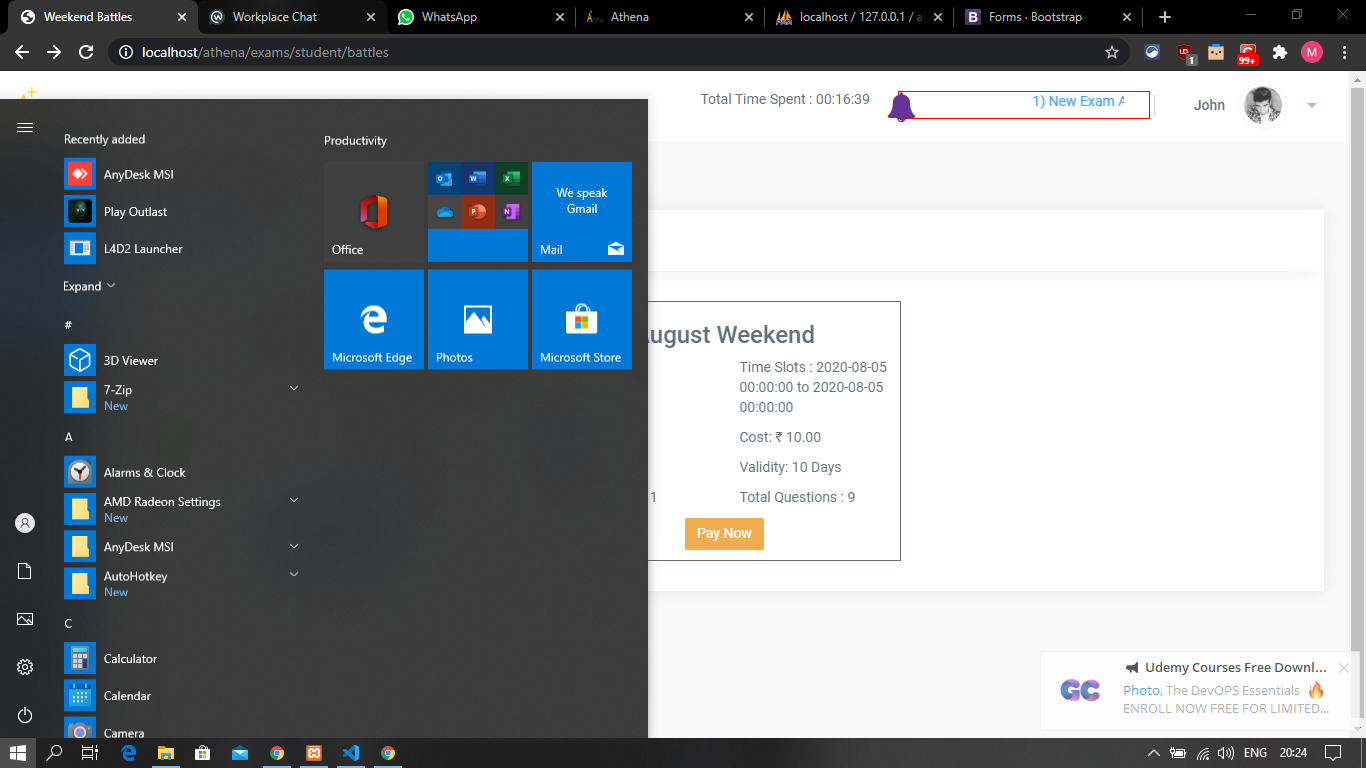 Weekend Battles
Workplace Chat
WhatsApp
Athena
localhost / 127.0.0.1 / a
Forms · Bootstrap
localhost/athena/exams/student/battles
UD
1
99+
M
Total Time Spent : 00:16:39
1) New Exam A
John
Recently added
AnyDesk MSI
Play Outlast
L4D2 Launcher
Expand
#
3D Viewer
7-Zip
New
A
Alarms & Clock
AMD Radeon Settings
New
AnyDesk MSI
AutoHotkey
New
C
Calculator
Calendar
Camera
Productivity
Office
We speak
Gmail
Mail
Microsoft Edge
Photos
Microsoft Store
ugust Weekend
Time Slots : 2020-08-05
00:00:00 to 2020-08-05
00:00:00
Cost: ₹ 10.00
Validity: 10 Days
1
Total Questions : 9
Pay Now
GC
Udemy Courses Free Downl...
Photo, The DevOPS Essentials
ENROLL NOW FREE FOR LIMITED...
ENG
20:24